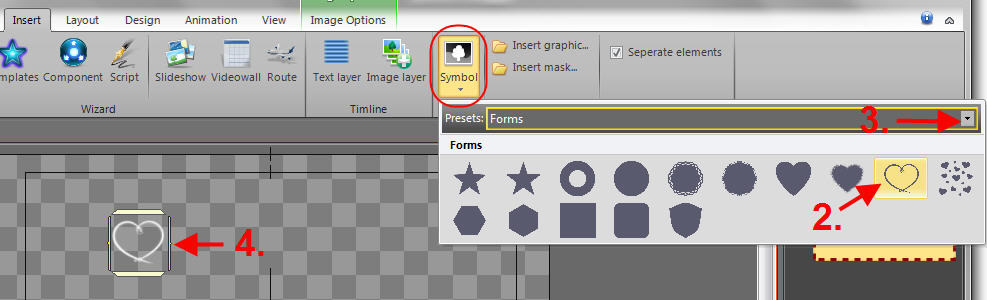 Insert Layout Design Animation View Image Options
mplates Component Script Slideshow Videowall Route Text layer Image layer Symbol
Insert graphic...
Insert mask...
Seperate elements
Wizard Timline
Presets: Forms 3.
Forms
2.
4.